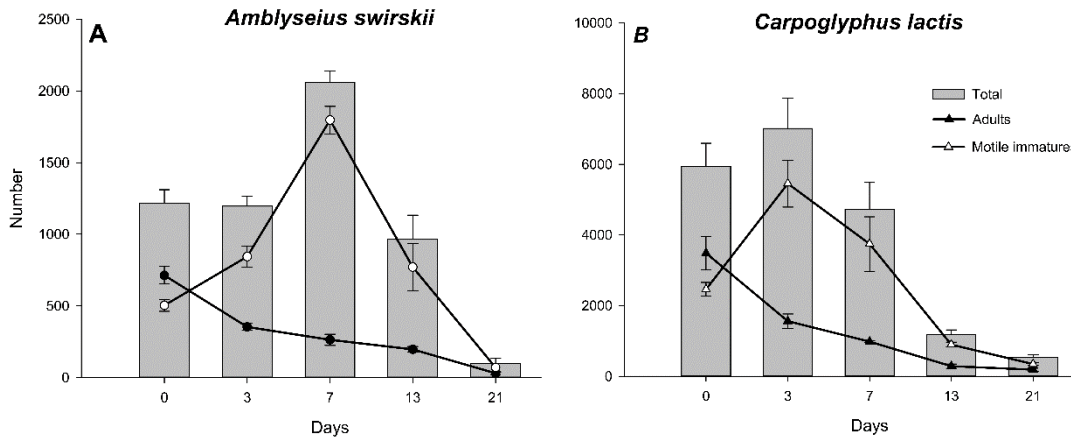 Amblyseius swirskii
A
2500
2000
1500
1000
500
0
Number
0 3 7 13 21
Days
Carpoglyphus lactis
B
10000
8000
6000
4000
2000
0
Total
Adults
Motile immatures
0 3 7 13 21
Days